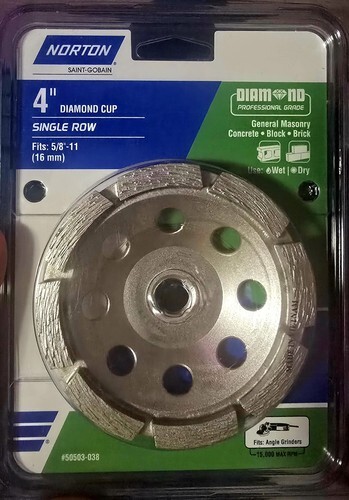 NORTON
SAINT-GOBAIN
4" DIAMOND CUP
SINGLE ROW
Fits: 5/8'-11
(16 mm)
DIAMOND
PROFESSIONAL GRADE
General Masonry
Concrete • Block • Brick
Use: Wet | Dry
Fits: Angle Grinders
15,000 MAX RPM
#50503-038